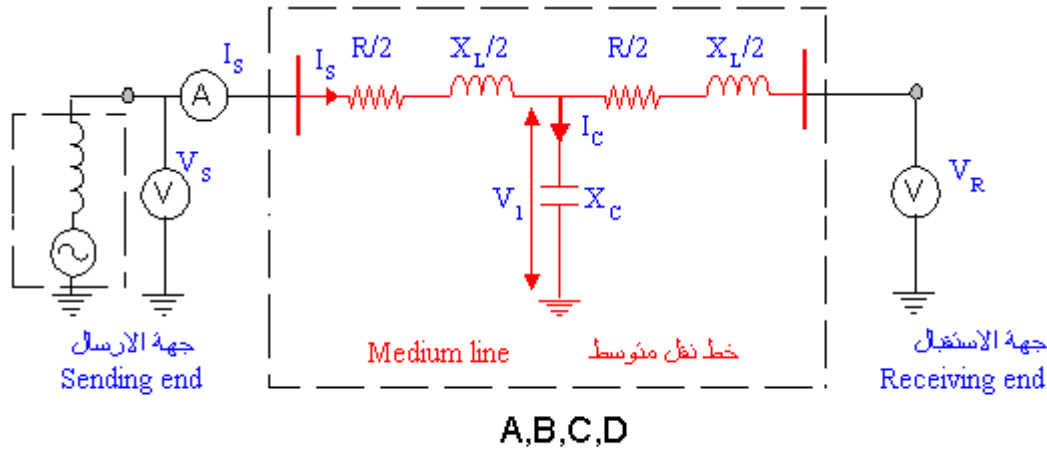 R/2
X_L/2
R/2
X_L/2
I_S
I_S
A
I_C
V_S
V
V_1
X_C
V
V_R
جهة الارسال
Sending end
Medium line
خط نقل متوسط
جهة الاستقبال
Receiving end
A,B,C,D